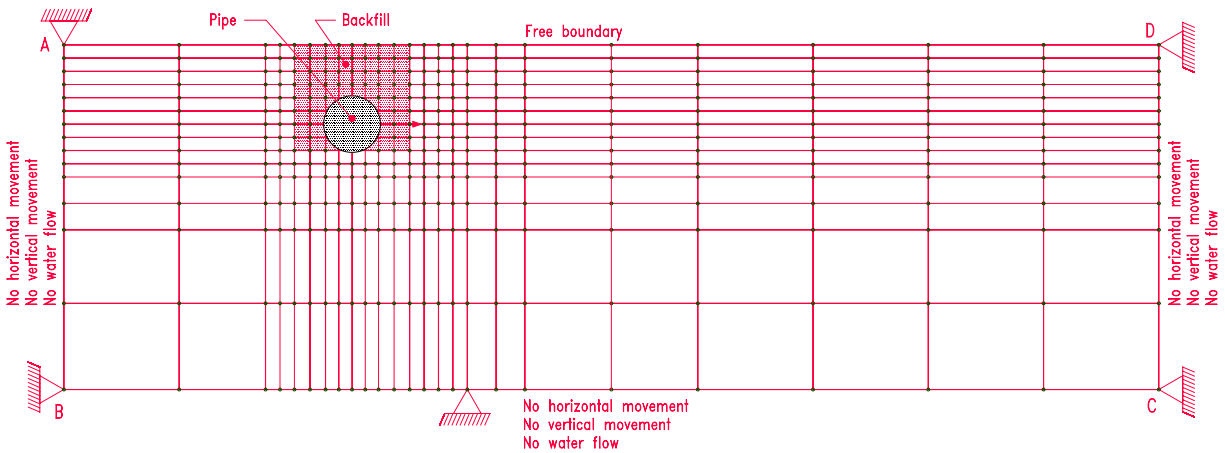 Pipe
Backfill
A
Free boundary
D
No horizontal movement
No vertical movement
No water flow
No horizontal movement
No vertical movement
No water flow
B
C
No horizontal movement
No vertical movement
No water flow